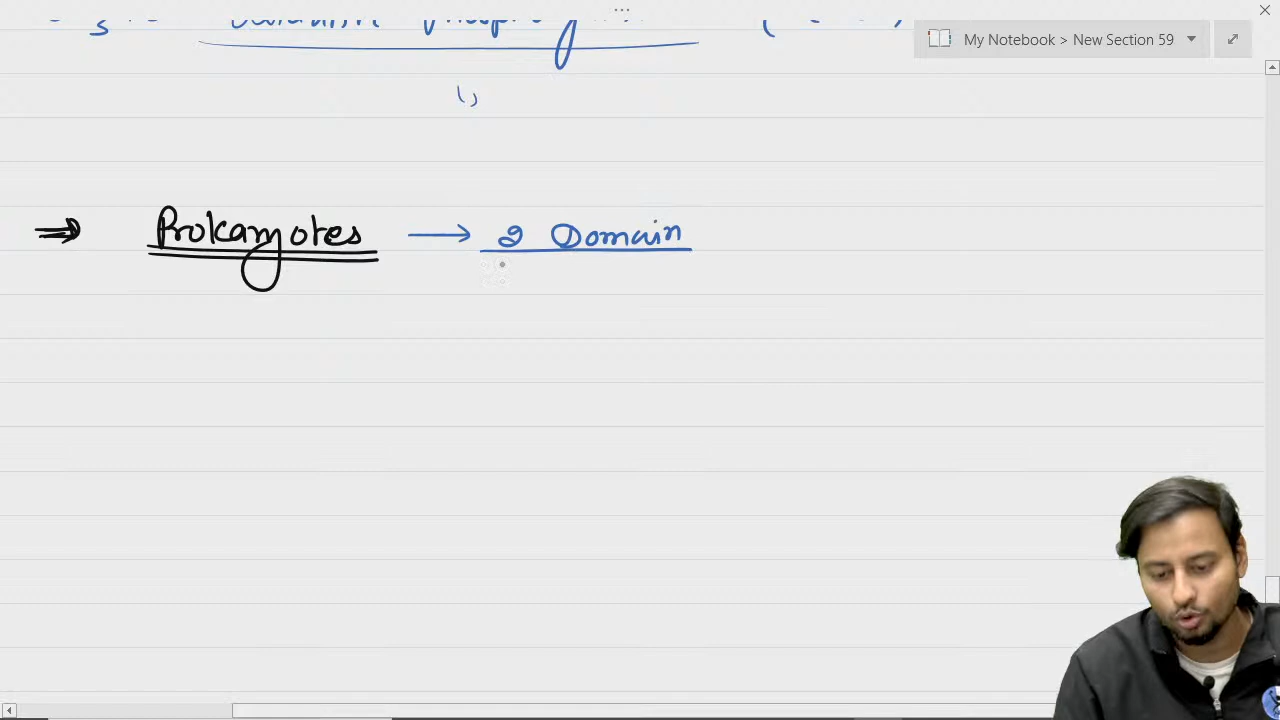 My Notebook > New Section 59
⇒ Prokaryotes → 2 Domain